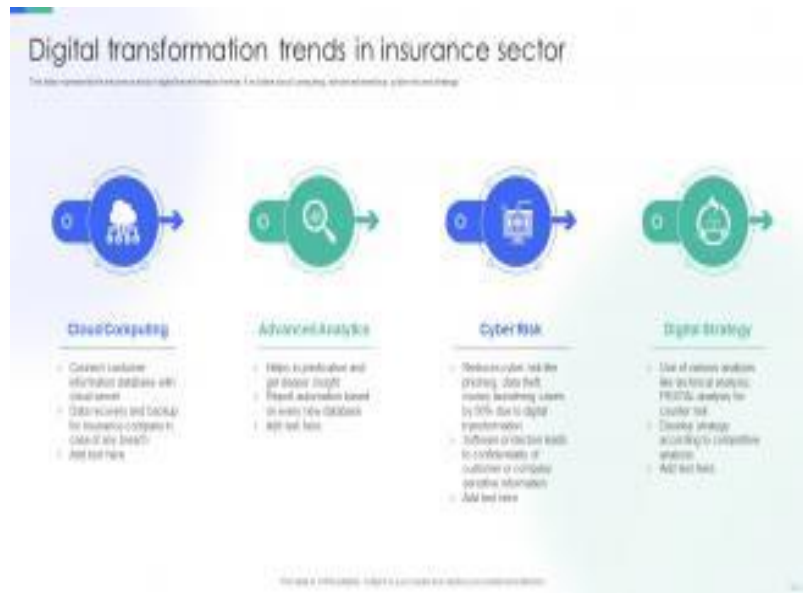 Digital transformation trends in insurance sector
Cloud Computing
Connect customer
information database with
cloud server
Data recovery and backup
for insurance company in
case of any breach
Add text here
Advanced Analytics
Helps in prediction and
get deeper insight
Report automation based
on every new database
Add text here
Cyber Risk
Reduces cyber risk like
phishing, data theft,
money laundering cases
by due to digital
transformation
Software protection leads
to confidentiality of
customer or company
sensitive information
Add text here
Digital Strategy
Use of various analysis
like technical analysis,
PESTAL analysis for
counter risk
Develop strategy
according to competitive
analysis
Add text here